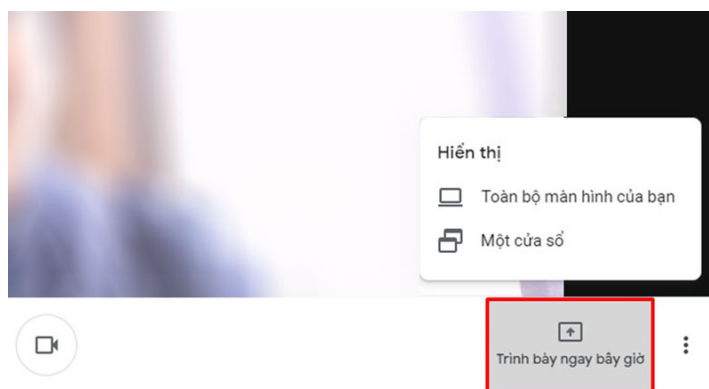 Hiển thị
Toàn bộ màn hình của bạn
Một cửa sổ
Trình bày ngay bây giờ